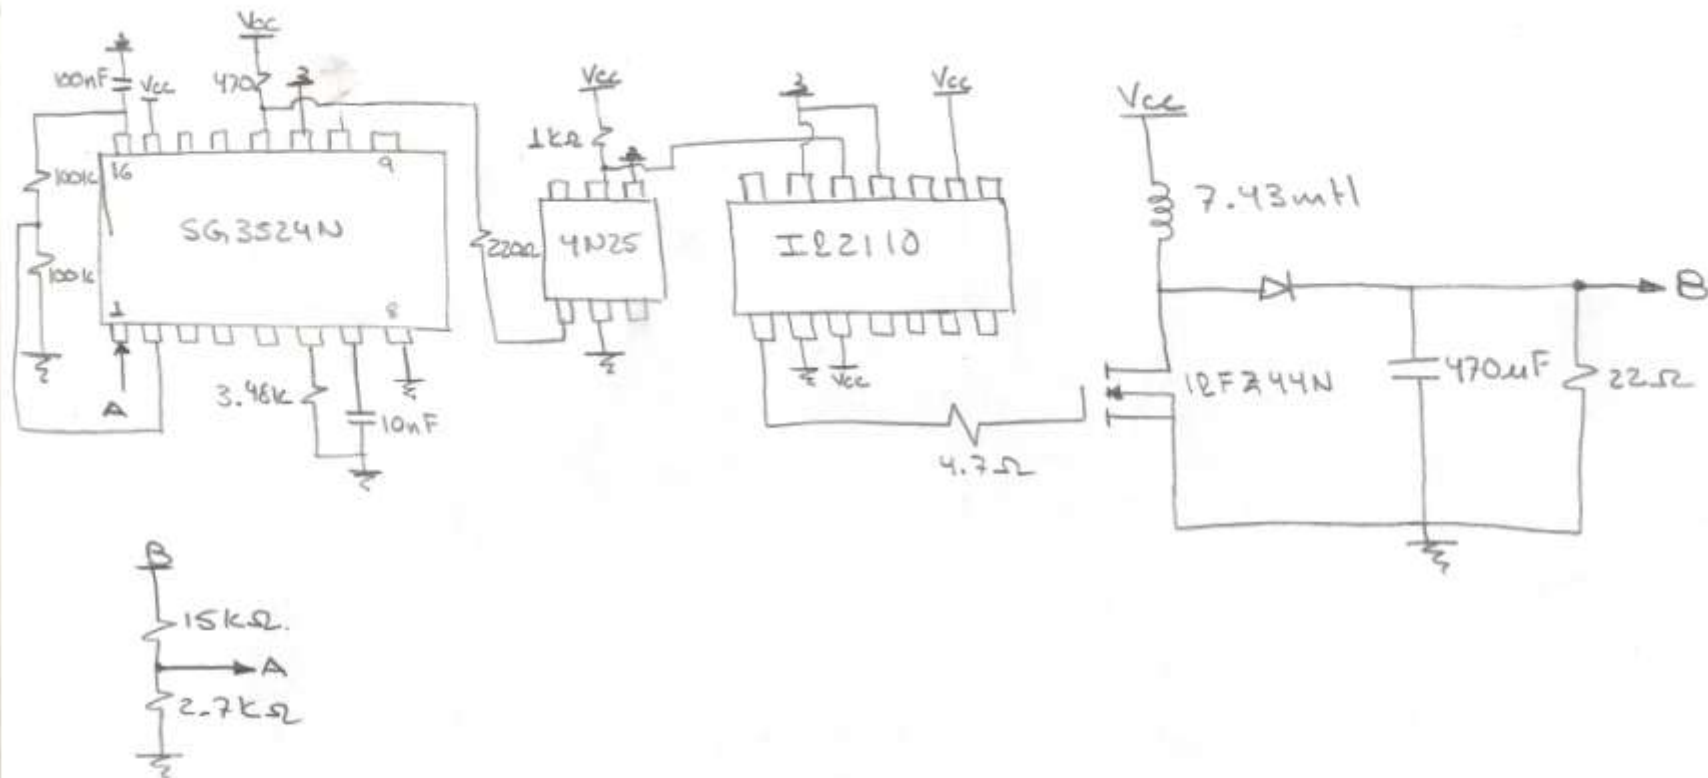 Vcc
100nF
Vcc
470
Vcc
Vcc
Vcc
1kΩ
16
9
100k
SG3524N
220Ω
4N25
IR2110
7.43mH
100k
1
8
B
A
3.48k
10nF
Vcc
IRFZ44N
470uF
22Ω
4.7Ω
B
15kΩ.
A
2.7kΩ